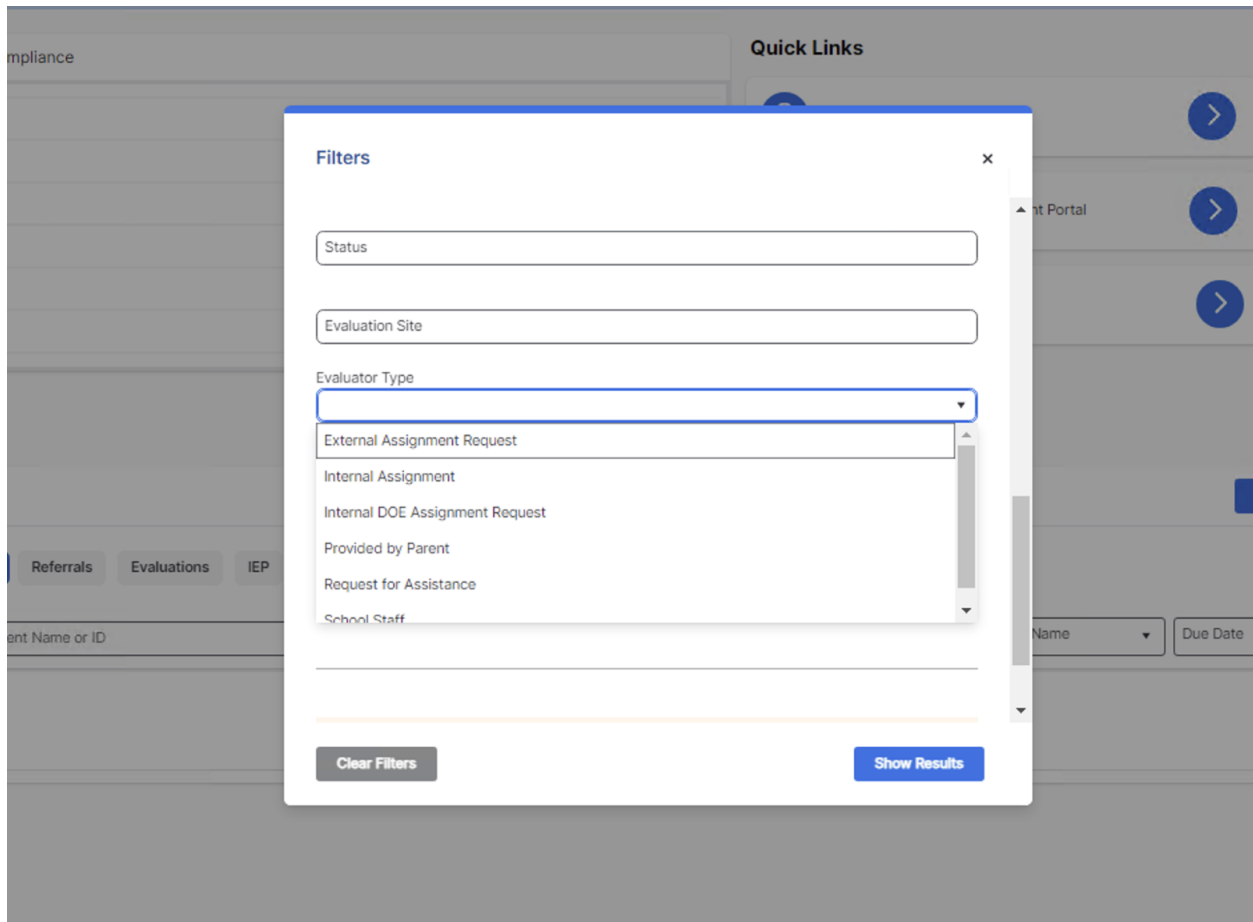 mpliance
Quick Links
Filters
×
nt Portal
Status
Evaluation Site
Evaluator Type
External Assignment Request
Internal Assignment
Internal DOE Assignment Request
Provided by Parent
Request for Assistance
School Staff
Referrals Evaluations IEP
ent Name or ID
Name
Due Date
Clear Filters
Show Results